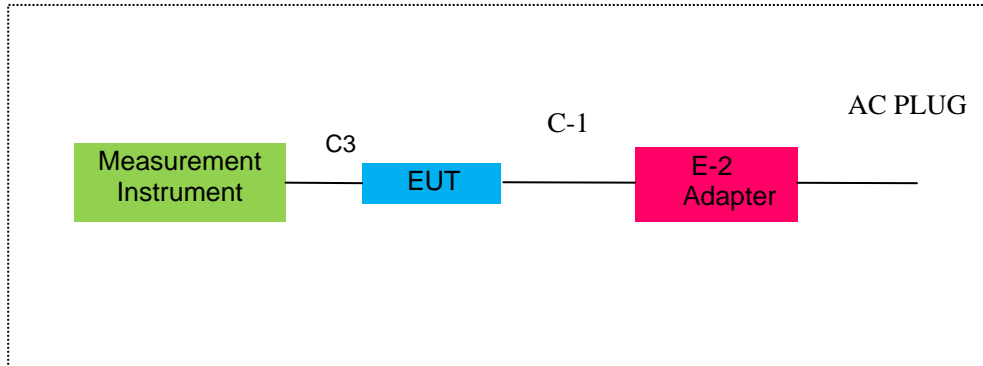 AC PLUG
C-1
C3
Measurement
Instrument
EUT
E-2
Adapter